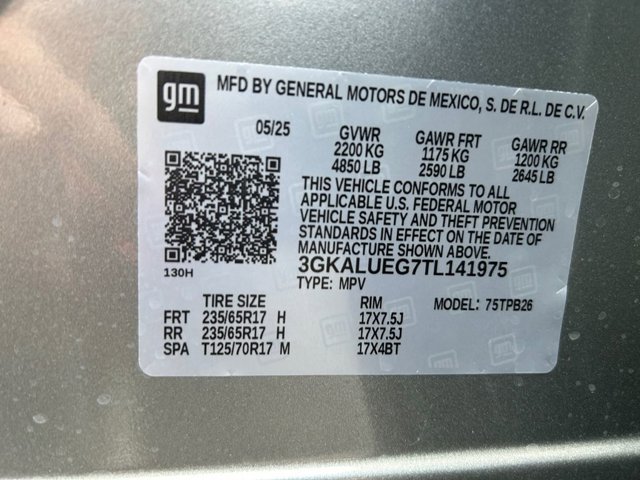 gm
MFD BY GENERAL MOTORS DE MEXICO, S. DE R.L. DE C.V.
05/25 GVWR GAWR FRT GAWR RR
2200 KG 1175 KG 1200 KG
4850 LB 2590 LB 2645 LB
THIS VEHICLE CONFORMS TO ALL
APPLICABLE U.S. FEDERAL MOTOR
VEHICLE SAFETY AND THEFT PREVENTION
STANDARDS IN EFFECT ON THE DATE OF
MANUFACTURE SHOWN ABOVE.
130H
3GKALUEG7TL141975
TYPE: MPV
TIRE SIZE RIM MODEL: 75TPB26
FRT 235/65R17 H 17X7.5J
RR 235/65R17 H 17X7.5J
SPA T125/70R17 M 17X4BT